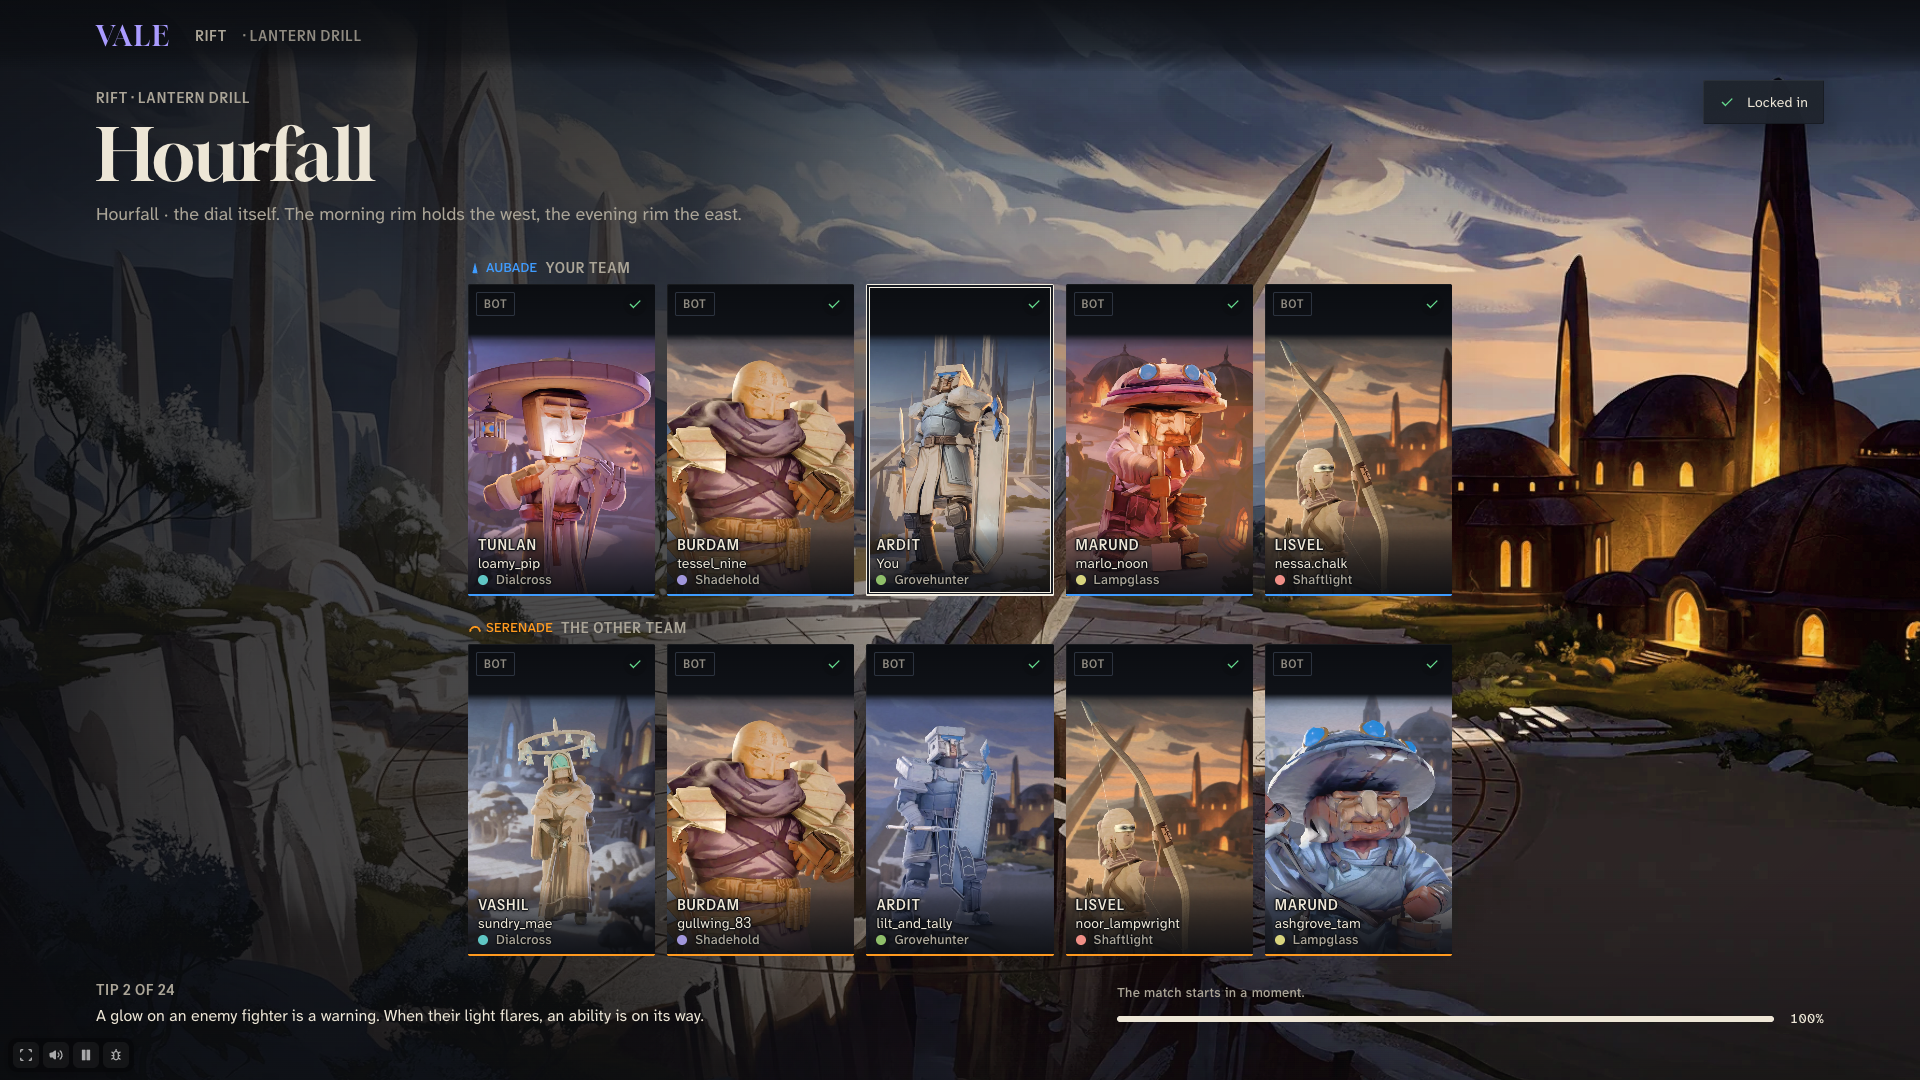 VALE RIFT · LANTERN DRILL
RIFT · LANTERN DRILL
Locked in
Hourfall
Hourfall · the dial itself. The morning rim holds the west, the evening rim the east.
AUBADE YOUR TEAM
BOT BOT BOT BOT
TUNLAN BURDAM ARDIT MARUND LISVEL
loamy_pip tessel_nine You marlo_noon nessa.chalk
Dialcross Shadehold Grovehunter Lampglass Shaftlight
SERENADE THE OTHER TEAM
BOT BOT BOT BOT BOT
VASHIL BURDAM ARDIT LISVEL MARUND
sundry_mae gullwing_83 lilt_and_tally noor_lampwright ashgrove_tam
Dialcross Shadehold Grovehunter Shaftlight Lampglass
TIP 2 OF 24
A glow on an enemy fighter is a warning. When their light flares, an ability is on its way.
The match starts in a moment.
100%